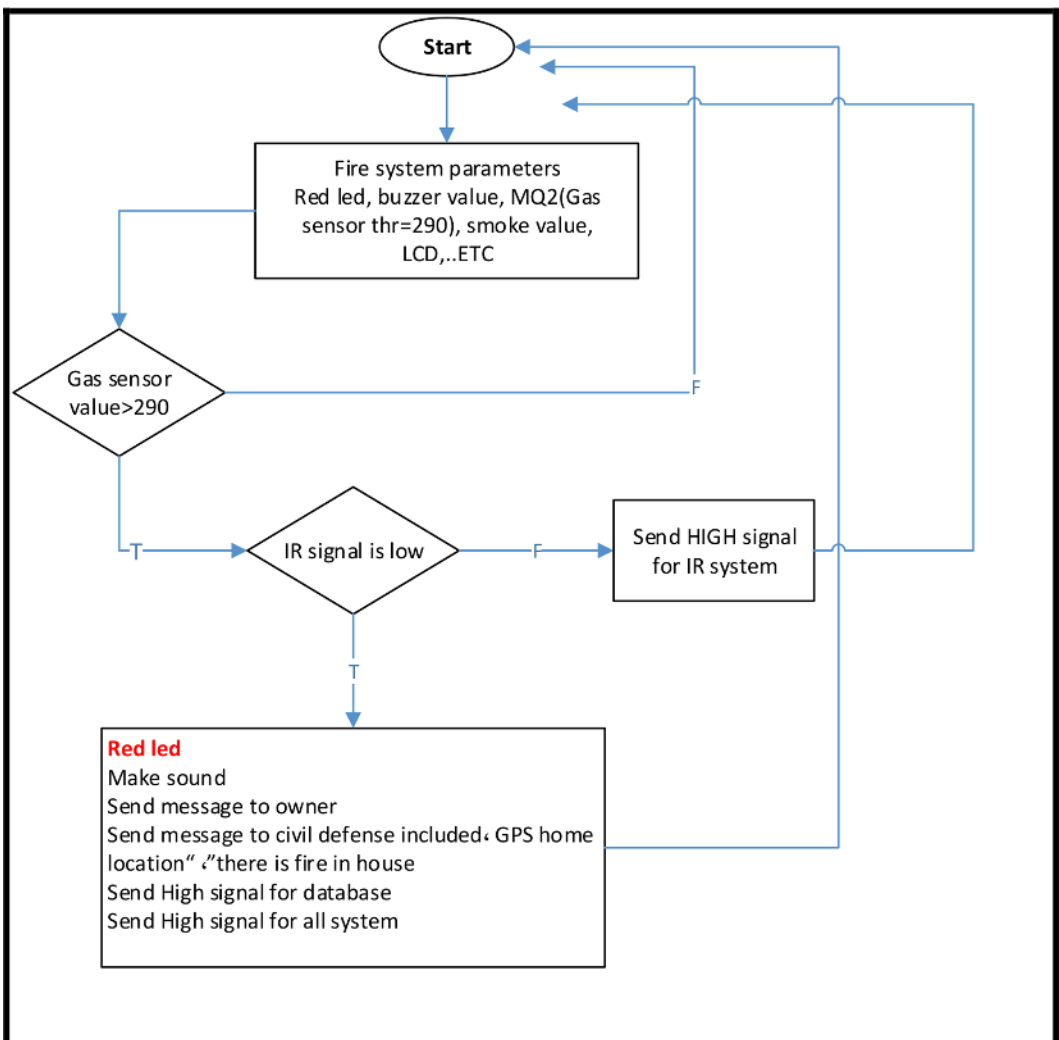 Start
Fire system parameters
Red led, buzzer value, MQ2(Gas
sensor thr=290), smoke value,
LCD,..ETC
Gas sensor
value>290
F
T
IR signal is low
F
Send HIGH signal
for IR system
T
Red led
Make sound
Send message to owner
Send message to civil defense included، GPS home
location“ ،”there is fire in house
Send High signal for database
Send High signal for all system